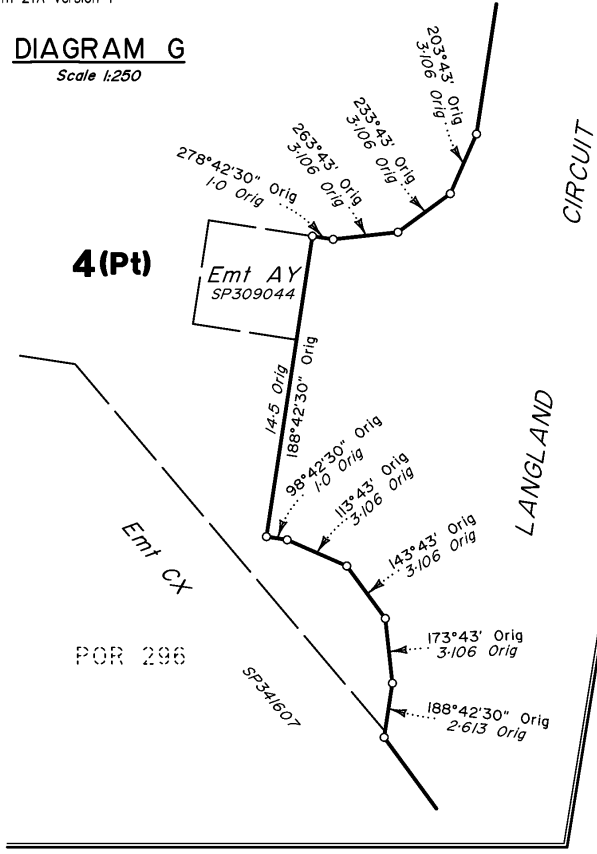 DIAGRAM G
Scale 1:250
203°43' Orig
3·106 Orig
233°43' Orig
3·106 Orig
263°43' Orig
3·106 Orig
278°42'30" Orig
1·0 Orig
CIRCUIT
4(Pt)
Emt AY
SP309044
14·5 Orig
188°42'30" Orig
98°42'30" Orig
1·0 Orig
113°43' Orig
3·106 Orig
LANGLAND
143°43' Orig
3·106 Orig
Emt CX
173°43' Orig
3·106 Orig
POR 296
SP341607
188°42'30" Orig
2·613 Orig